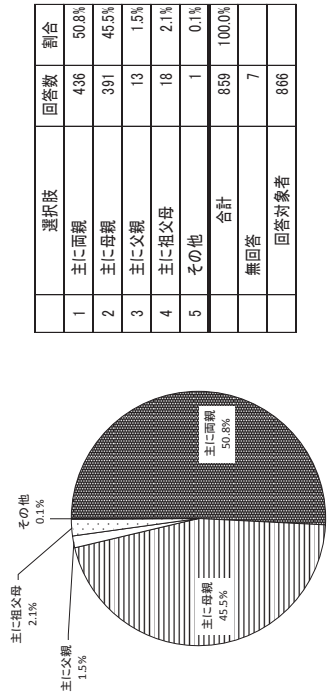 選択肢 回答数 割合
1 主に両親 436 50.8%
2 主に母親 391 45.5%
3 主に父親 13 1.5%
4 主に祖父母 18 2.1%
5 その他 1 0.1%
合計 859 100.0%
無回答 7
回答対象者 866
その他
0.1%
主に祖父母
2.1%
主に父親
1.5%
主に母親
45.5%
主に両親
50.8%